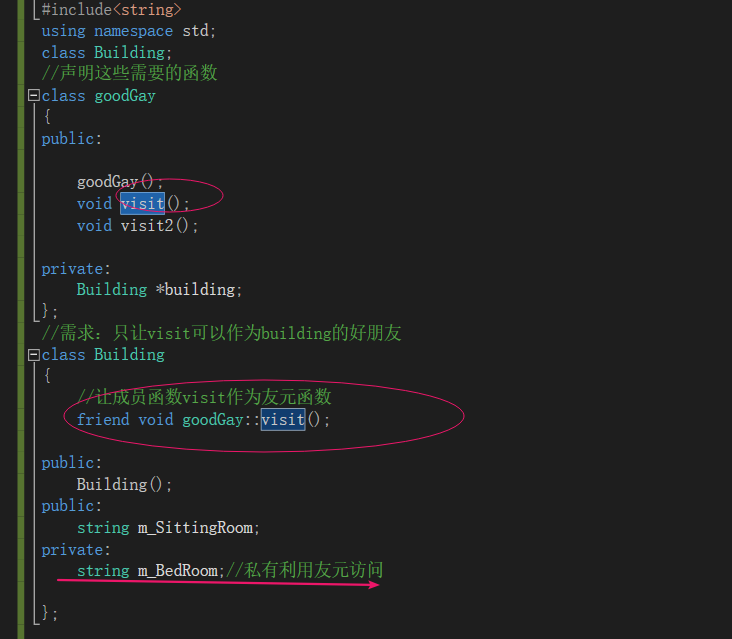 #include<string>
using namespace std;
class Building;
//声明这些需要的函数
class goodGay
{
public:
goodGay();
void visit();
void visit2();
private:
Building *building;
};
//需求：只让visit可以作为building的好朋友
class Building
{
//让成员函数visit作为友元函数
friend void goodGay::visit();
public:
Building();
public:
string m_SittingRoom;
private:
string m_BedRoom;//私有利用友元访问
};